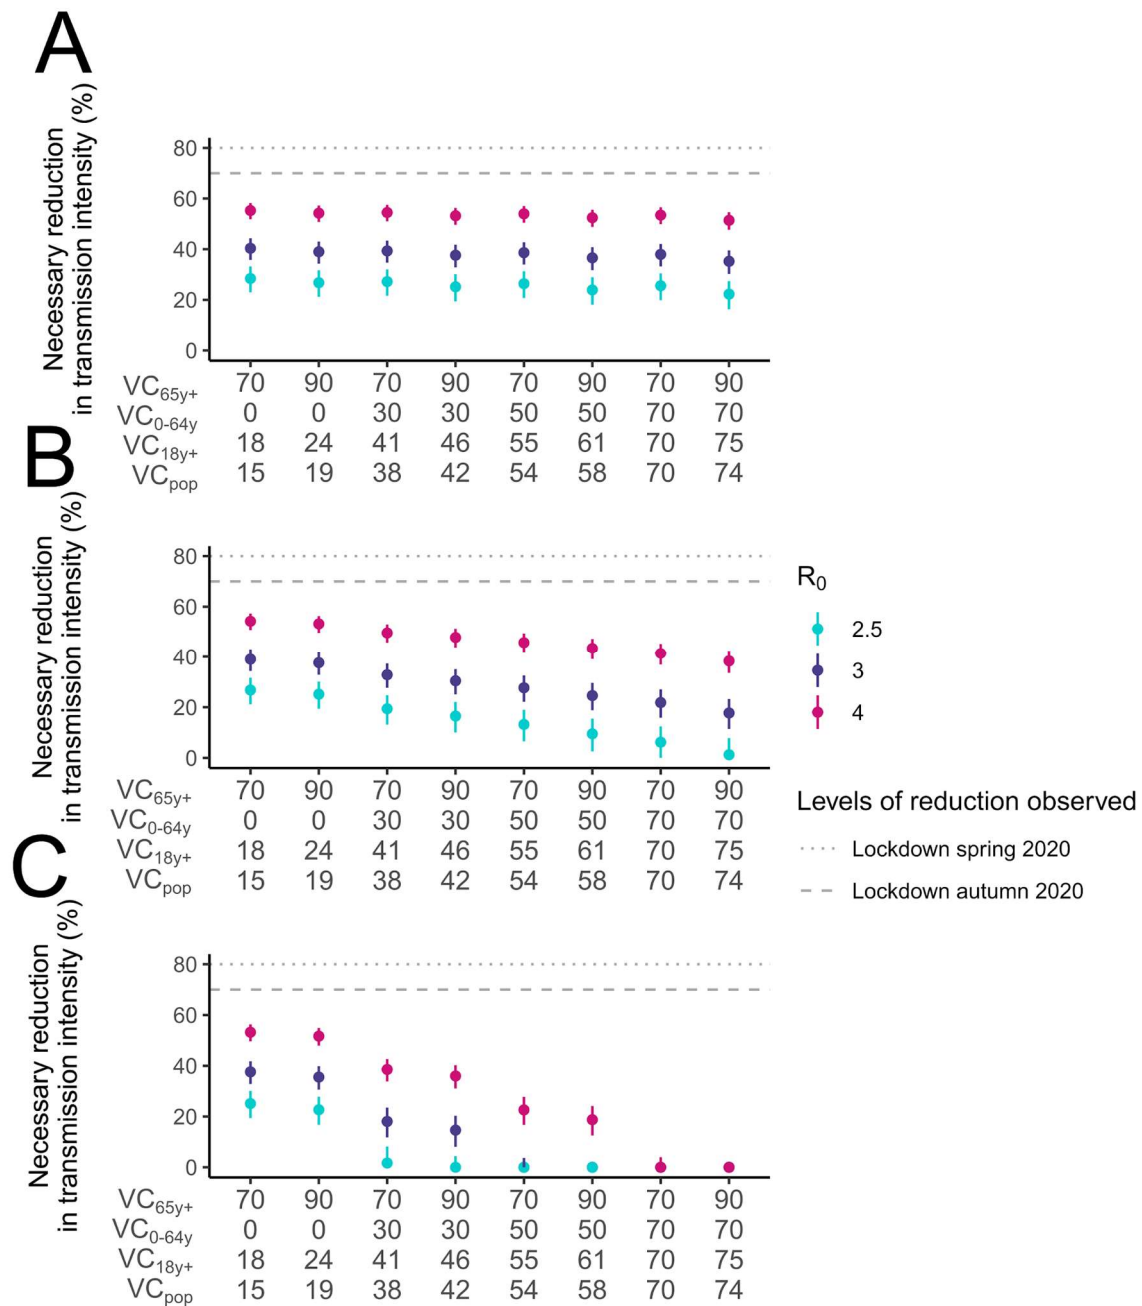 A
Necessary reduction
in transmission intensity (%)
80
60
40
20
0
VC65y+ 70 90 70 90 70 90 70 90
VC0-64y 0 0 30 30 50 50 70 70
VC18y+ 18 24 41 46 55 61 70 75
VCpop 15 19 38 42 54 58 70 74
B
Necessary reduction
in transmission intensity (%)
80
60
40
20
0
VC65y+ 70 90 70 90 70 90 70 90
VC0-64y 0 0 30 30 50 50 70 70
VC18y+ 18 24 41 46 55 61 70 75
VCpop 15 19 38 42 54 58 70 74
R0
2.5
3
4
Levels of reduction observed
Lockdown spring 2020
Lockdown autumn 2020
C
Necessary reduction
in transmission intensity (%)
80
60
40
20
0
VC65y+ 70 90 70 90 70 90 70 90
VC0-64y 0 0 30 30 50 50 70 70
VC18y+ 18 24 41 46 55 61 70 75
VCpop 15 19 38 42 54 58 70 74